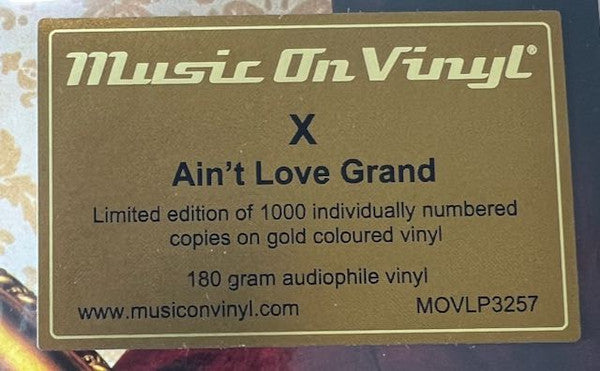 Music On Vinyl®
X
Ain't Love Grand
Limited edition of 1000 individually numbered
copies on gold coloured vinyl
180 gram audiophile vinyl
www.musiconvinyl.com MOVLP3257